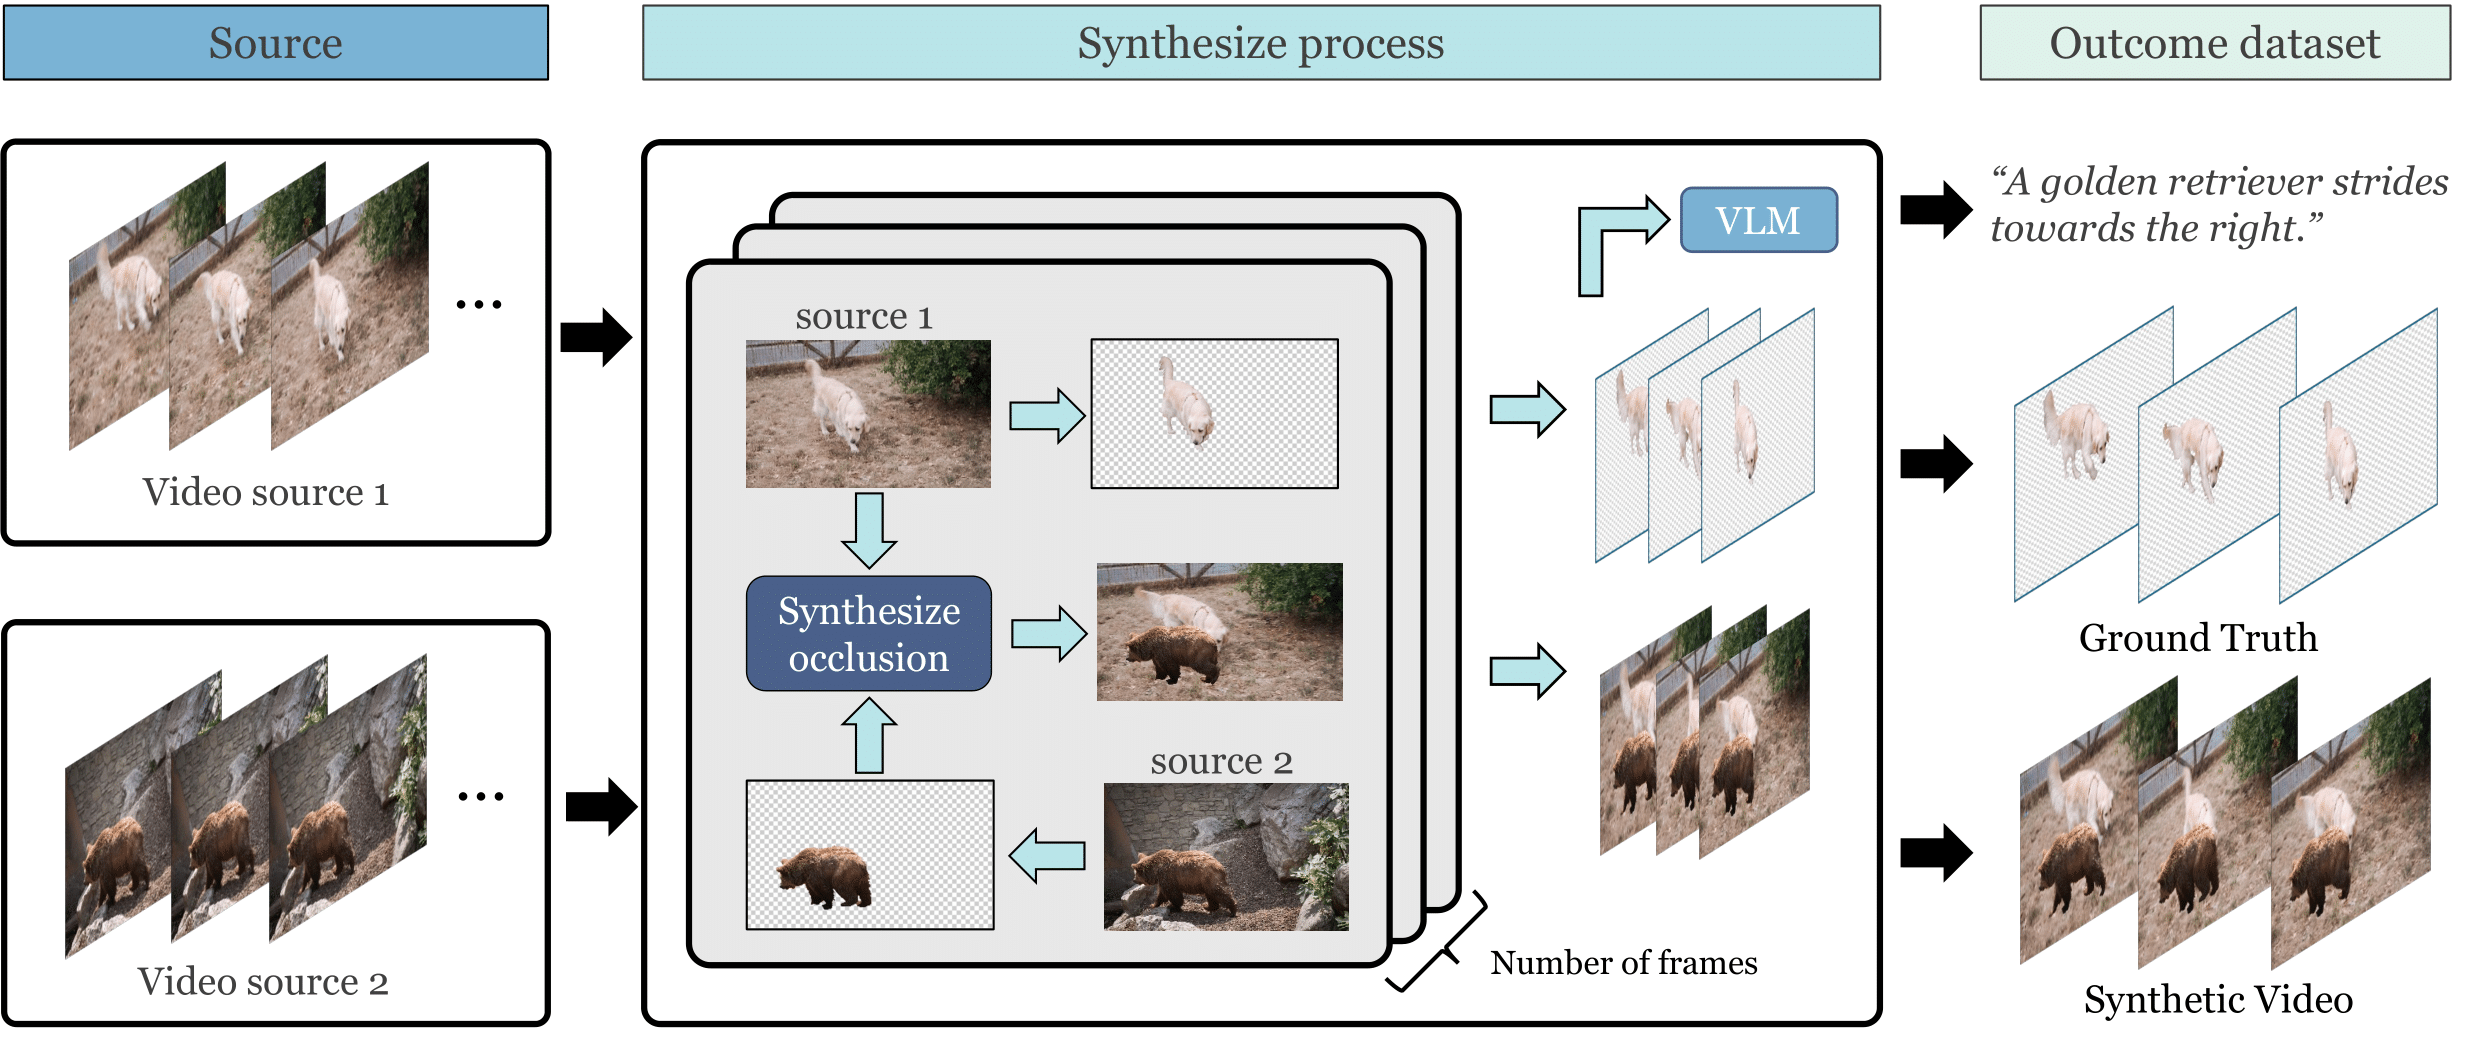 Source
Synthesize process
Outcome dataset
Video source 1
Video source 2
source 1
Synthesize
occlusion
source 2
VLM
Number of frames
“A golden retriever strides
towards the right.”
Ground Truth
Synthetic Video